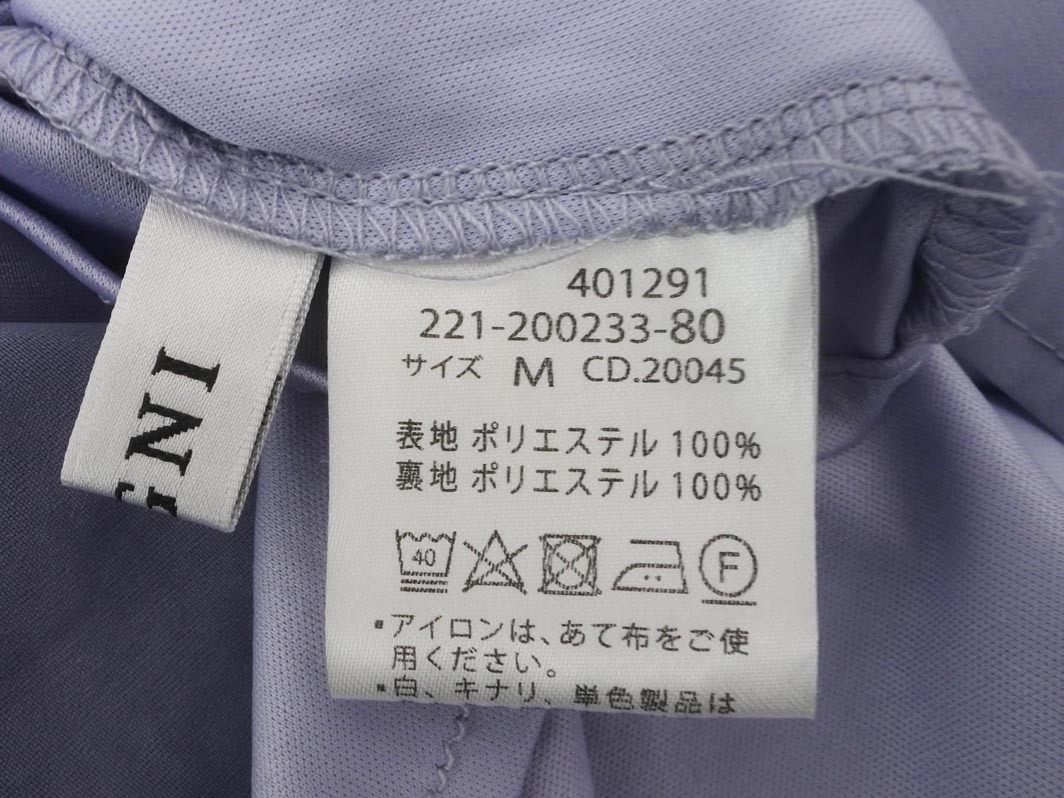 GNI
401291
221-200233-80
サイズ M CD.20045
表地 ポリエステル 100%
裏地 ポリエステル 100%
40
F
・アイロンは、あて布をご使
用ください。
・白、キナリ、単色製品は